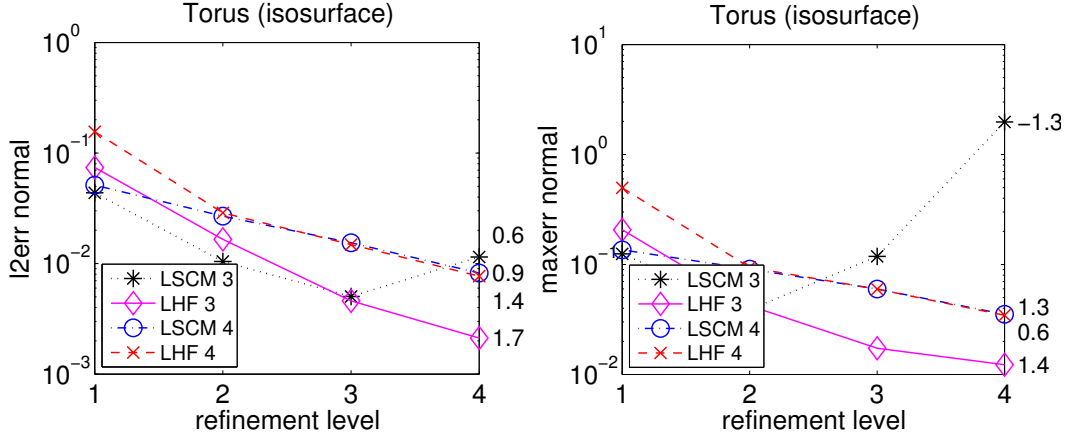 Torus (isosurface)
l2err normal
10^0
10^-1
10^-2
10^-3
LSCM 3
LHF 3
LSCM 4
LHF 4
0.6
0.9
1.4
1.7
1 2 3 4
refinement level
Torus (isosurface)
maxerr normal
10^1
10^0
10^-1
10^-2
LSCM 3
LHF 3
LSCM 4
LHF 4
−1.3
1.3
0.6
1.4
1 2 3 4
refinement level